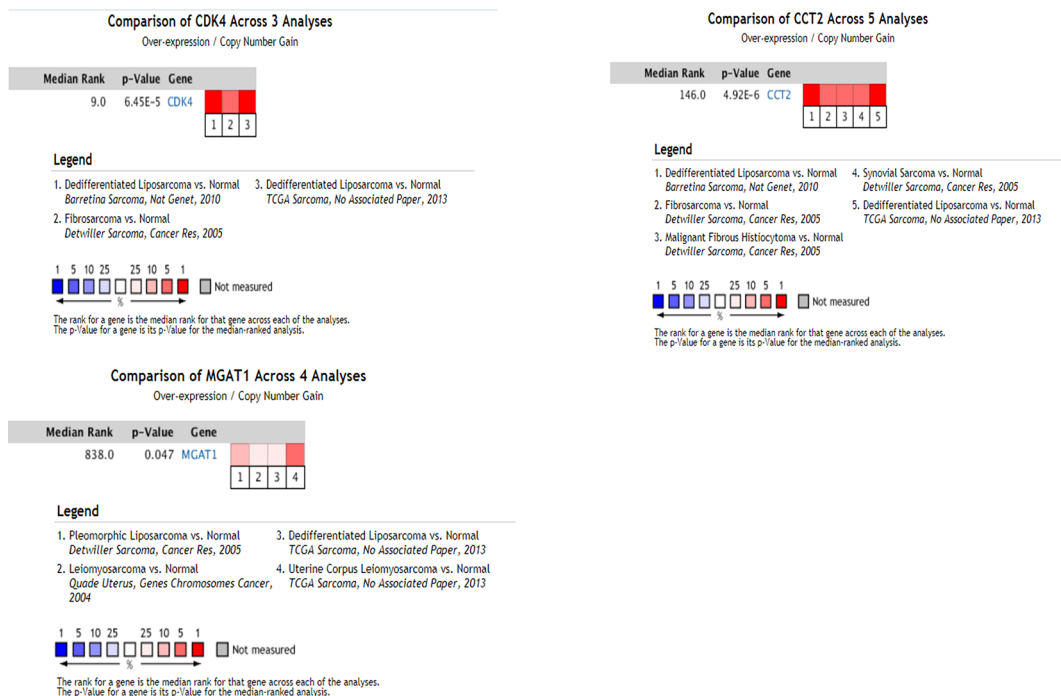 Comparison of CDK4 Across 3 Analyses
Over-expression / Copy Number Gain
Median Rank p-Value Gene
9.0 6.45E-5 CDK4
1 2 3
Legend
1. Dedifferentiated Liposarcoma vs. Normal
Barretina Sarcoma, Nat Genet, 2010
2. Fibrosarcoma vs. Normal
Detwiller Sarcoma, Cancer Res, 2005
3. Dedifferentiated Liposarcoma vs. Normal
TCGA Sarcoma, No Associated Paper, 2013
1 5 10 25 25 10 5 1
Not measured
%
The rank for a gene is the median rank for that gene across each of the analyses.
The p-Value for a gene is its p-Value for the median-ranked analysis.
Comparison of CCT2 Across 5 Analyses
Over-expression / Copy Number Gain
Median Rank p-Value Gene
146.0 4.92E-6 CCT2
1 2 3 4 5
Legend
1. Dedifferentiated Liposarcoma vs. Normal
Barretina Sarcoma, Nat Genet, 2010
2. Fibrosarcoma vs. Normal
Detwiller Sarcoma, Cancer Res, 2005
3. Malignant Fibrous Histiocytoma vs. Normal
Detwiller Sarcoma, Cancer Res, 2005
4. Synovial Sarcoma vs. Normal
Detwiller Sarcoma, Cancer Res, 2005
5. Dedifferentiated Liposarcoma vs. Normal
TCGA Sarcoma, No Associated Paper, 2013
1 5 10 25 25 10 5 1
Not measured
%
The rank for a gene is the median rank for that gene across each of the analyses.
The p-Value for a gene is its p-Value for the median-ranked analysis.
Comparison of MGAT1 Across 4 Analyses
Over-expression / Copy Number Gain
Median Rank p-Value Gene
838.0 0.047 MGAT1
1 2 3 4
Legend
1. Pleomorphic Liposarcoma vs. Normal
Detwiller Sarcoma, Cancer Res, 2005
2. Leiomyosarcoma vs. Normal
Quade Uterus, Genes Chromosomes Cancer,
2004
3. Dedifferentiated Liposarcoma vs. Normal
TCGA Sarcoma, No Associated Paper, 2013
4. Uterine Corpus Leiomyosarcoma vs. Normal
TCGA Sarcoma, No Associated Paper, 2013
1 5 10 25 25 10 5 1
Not measured
%
The rank for a gene is the median rank for that gene across each of the analyses.
The p-Value for a gene is its p-Value for the median-ranked analysis.